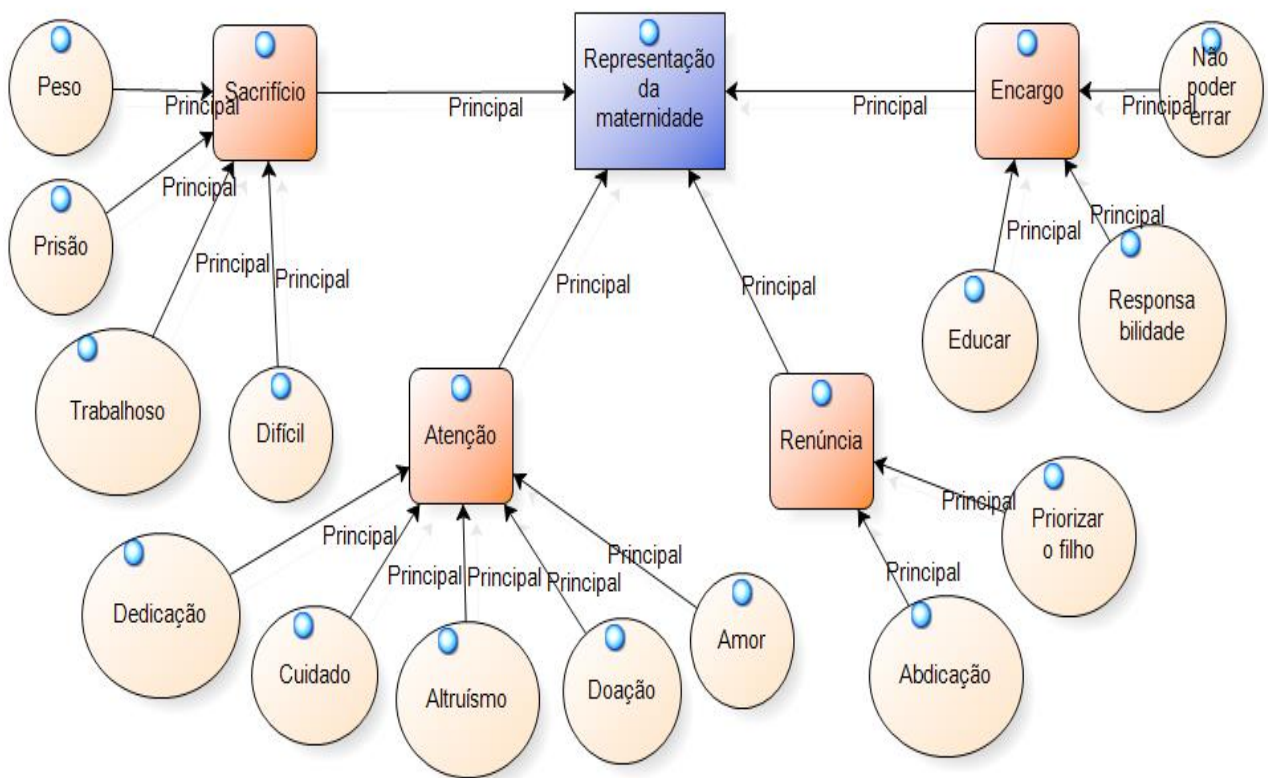 Peso
Sacrifício
Representação
da
maternidade
Encargo
Não
poder
errar
Principal
Principal
Principal
Principal
Prisão
Principal
Principal
Principal
Principal
Principal
Principal
Principal
Educar
Responsa
bilidade
Trabalhoso
Difícil
Atenção
Renúncia
Priorizar
o filho
Principal
Principal
Principal
Principal
Principal
Principal
Dedicação
Cuidado
Altruísmo
Doação
Amor
Abdicação